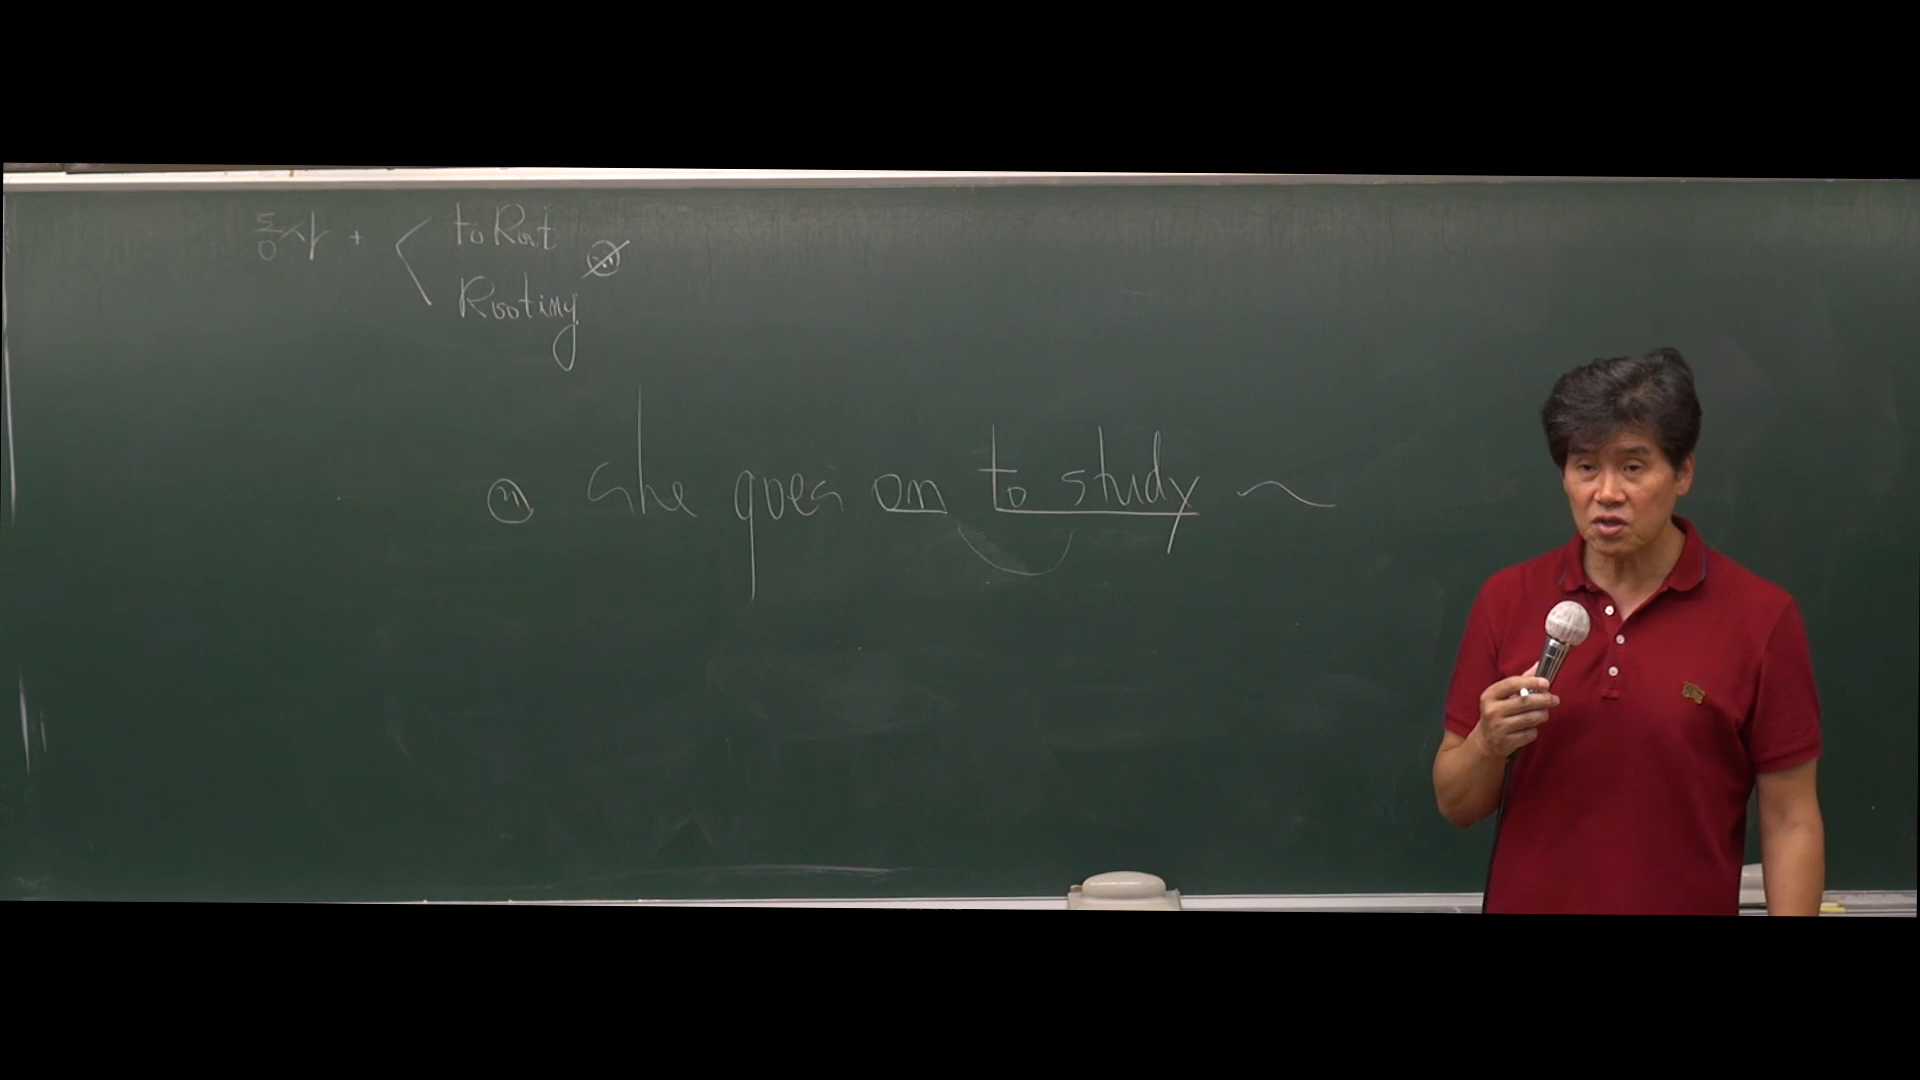 동사 + < to Root
Rooting
She goes on to study ~